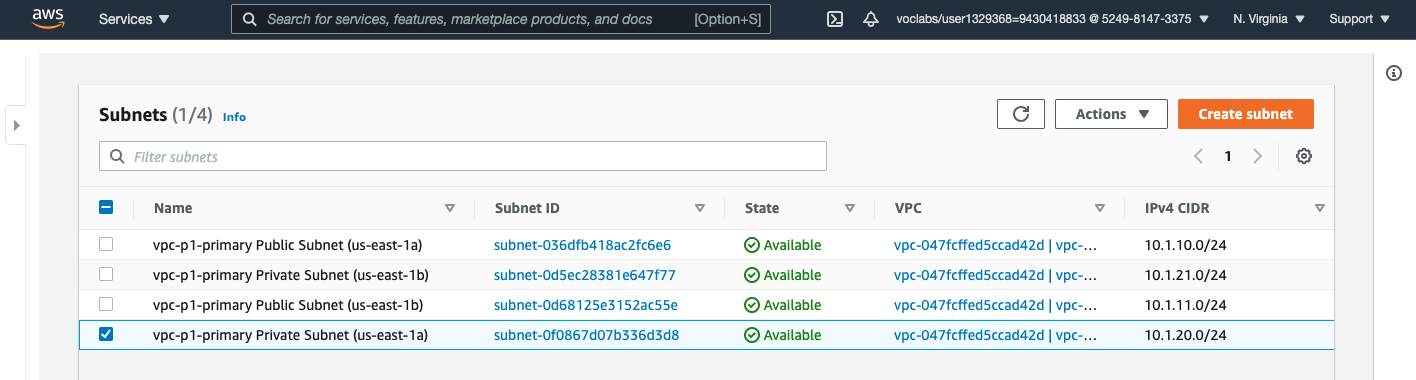 aws Services Search for services, features, marketplace products, and docs [Option+S] voclabs/user1329368=9430418833 @ 5249-8147-3375 N. Virginia Support
Subnets (1/4) Info Actions Create subnet
Filter subnets 1
Name Subnet ID State VPC IPv4 CIDR
vpc-p1-primary Public Subnet (us-east-1a) subnet-036dfb418ac2fc6e6 Available vpc-047fcffed5ccad42d | vpc-... 10.1.10.0/24
vpc-p1-primary Private Subnet (us-east-1b) subnet-0d5ec28381e647f77 Available vpc-047fcffed5ccad42d | vpc-... 10.1.21.0/24
vpc-p1-primary Public Subnet (us-east-1b) subnet-0d68125e3152ac55e Available vpc-047fcffed5ccad42d | vpc-... 10.1.11.0/24
vpc-p1-primary Private Subnet (us-east-1a) subnet-0f0867d07b336d3d8 Available vpc-047fcffed5ccad42d | vpc-... 10.1.20.0/24